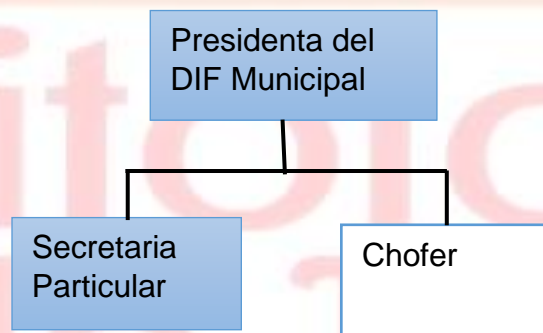 Presidenta del
DIF Municipal
Secretaria
Particular
Chofer